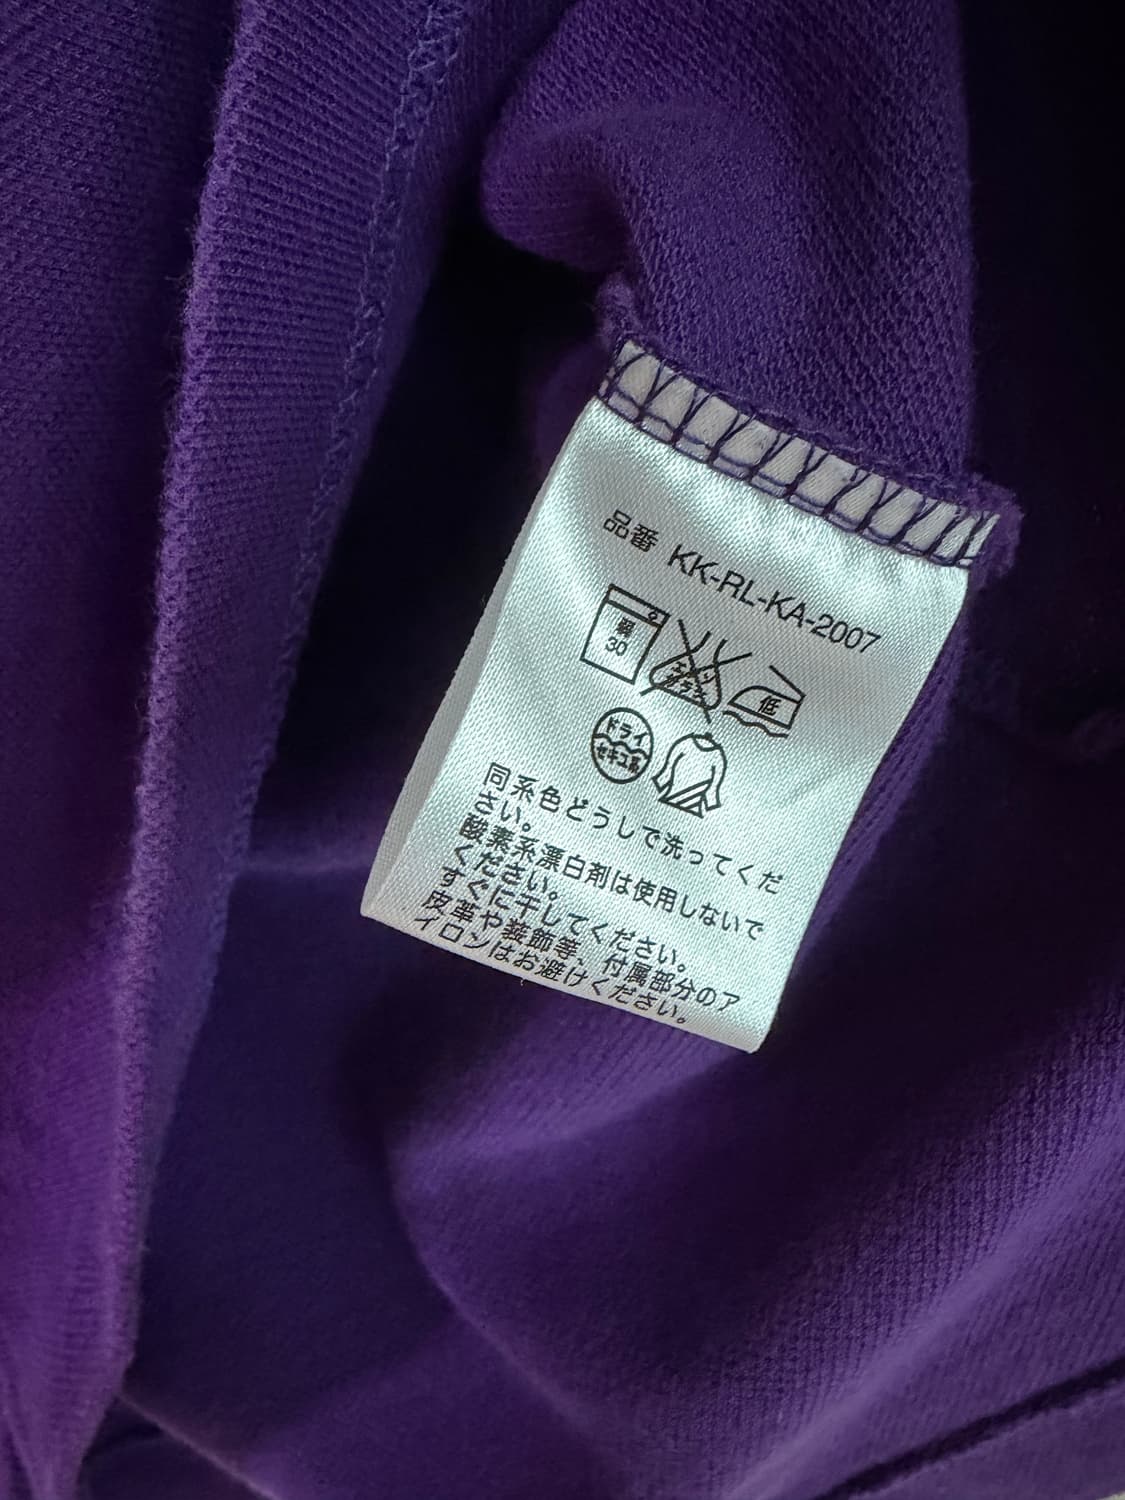 品番 KK-RL-KA-2007
弱
30
エンソ
サラシ
低
ドライ
セキユ系
同系色どうしで洗ってくだ
さい。
酸素系漂白剤は使用しないで
ください。
すぐに干してください。
皮革や装飾等、付属部分のア
イロンはお避けください。